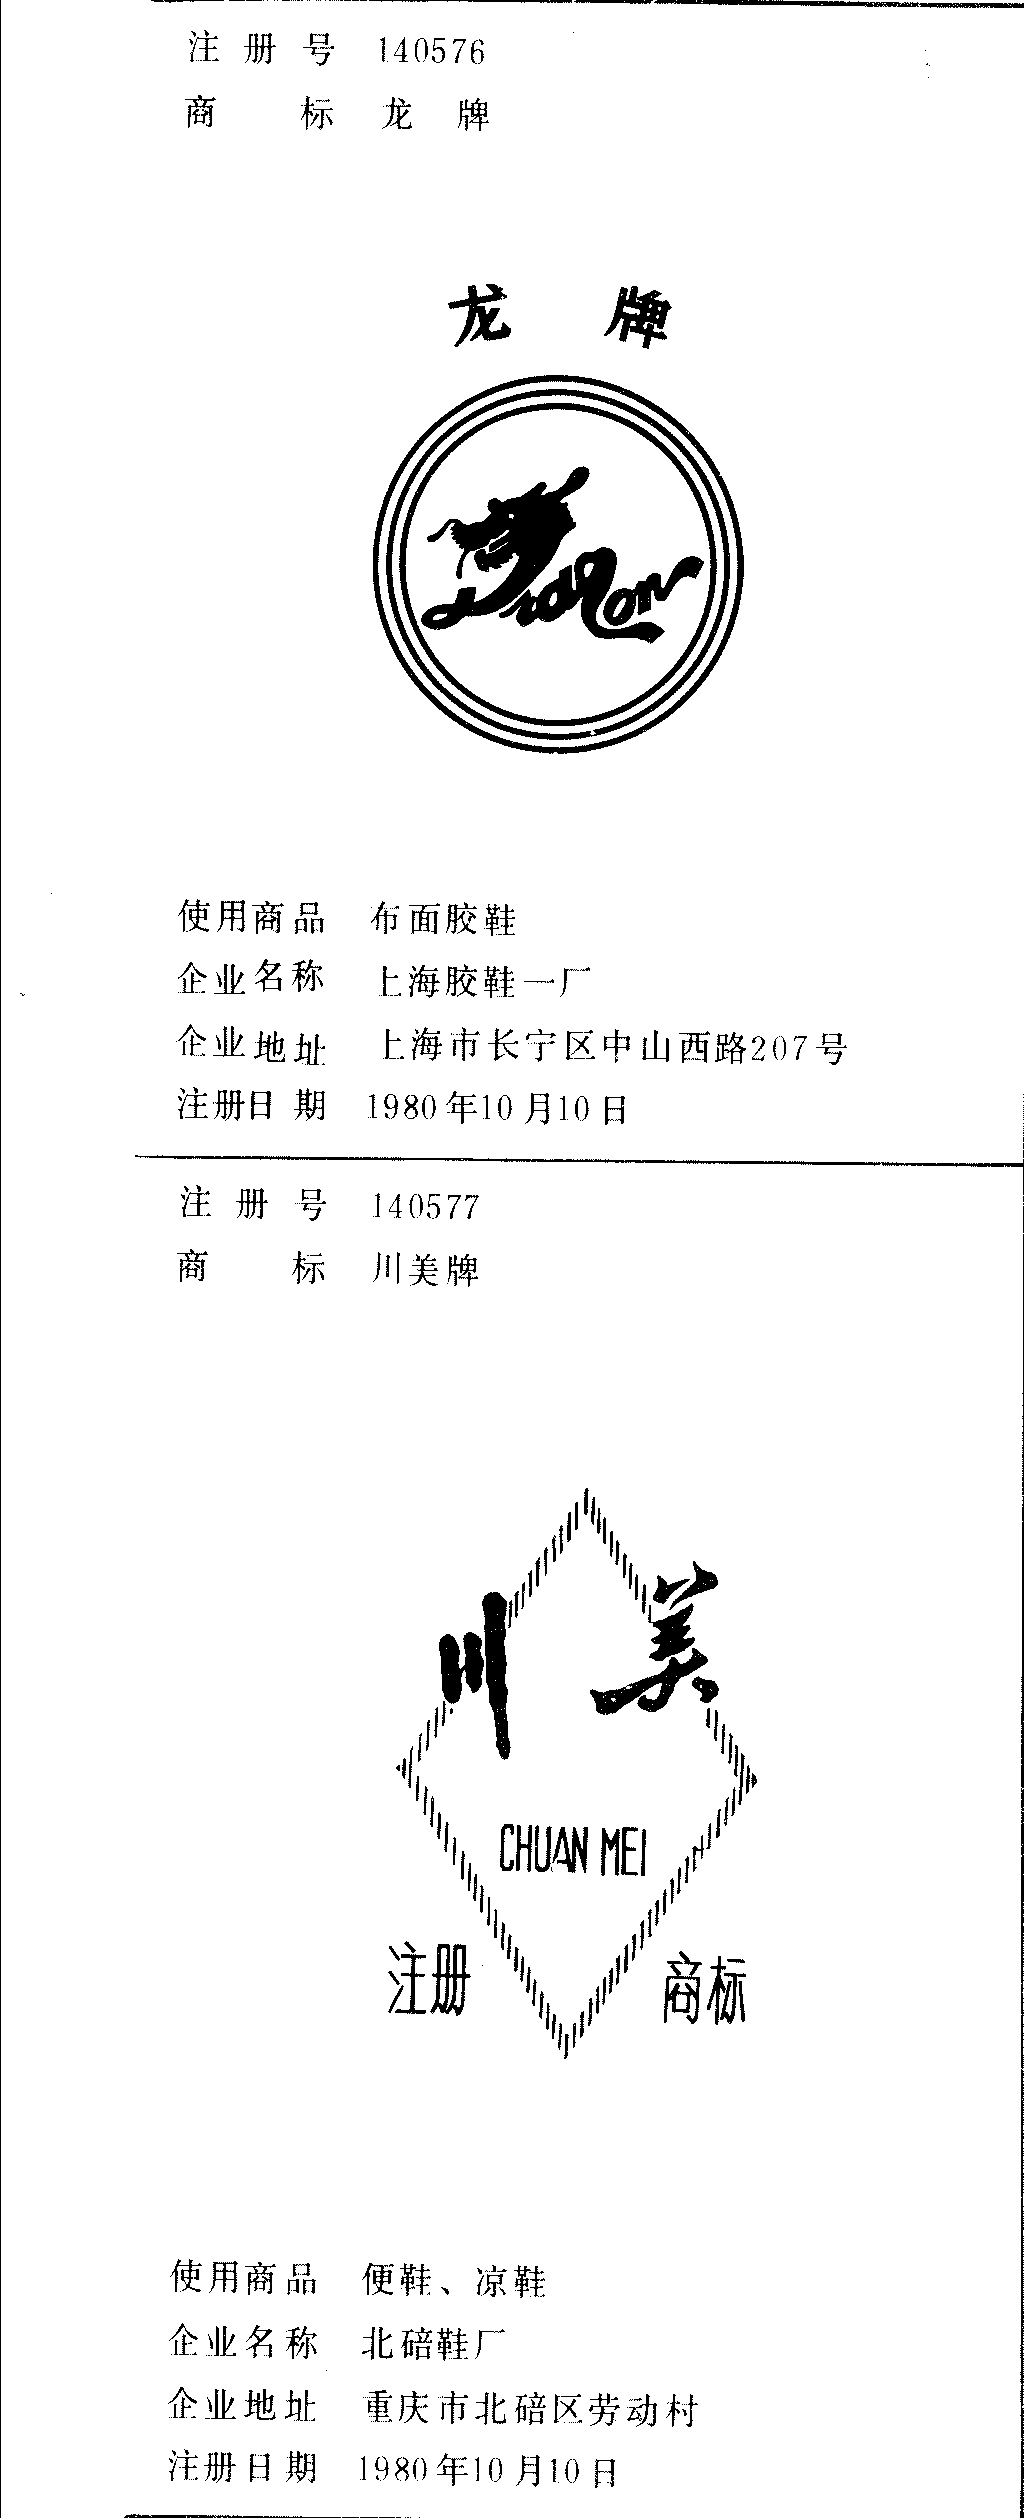 注册号 140576
商标 龙牌
龙牌
dragon
使用商品 布面胶鞋
企业名称 上海胶鞋一厂
企业地址 上海市长宁区中山西路207号
注册日期 1980年10月10日
注册号 140577
商标 川美牌
川美
CHUAN MEI
注册 商标
使用商品 便鞋、凉鞋
企业名称 北碚鞋厂
企业地址 重庆市北碚区劳动村
注册日期 1980年10月10日